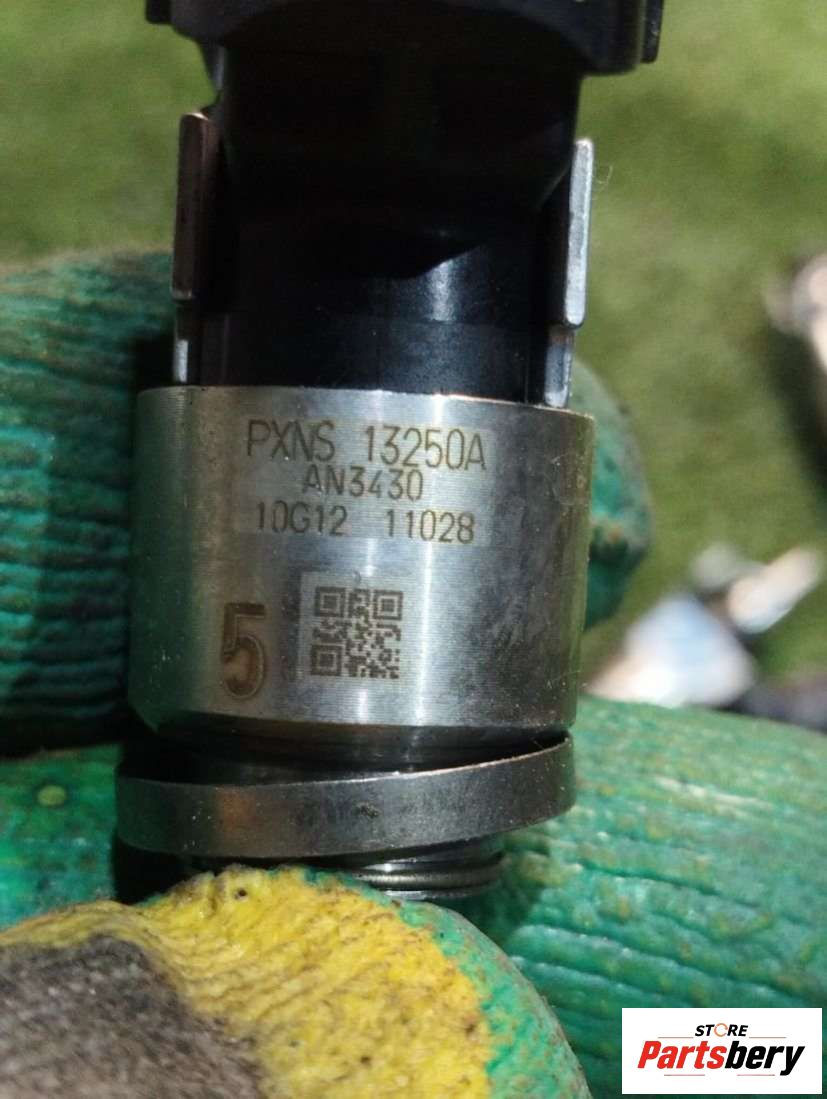 PXNS 13250A
AN3430
10G12 11028
5
STORE
Partsbery